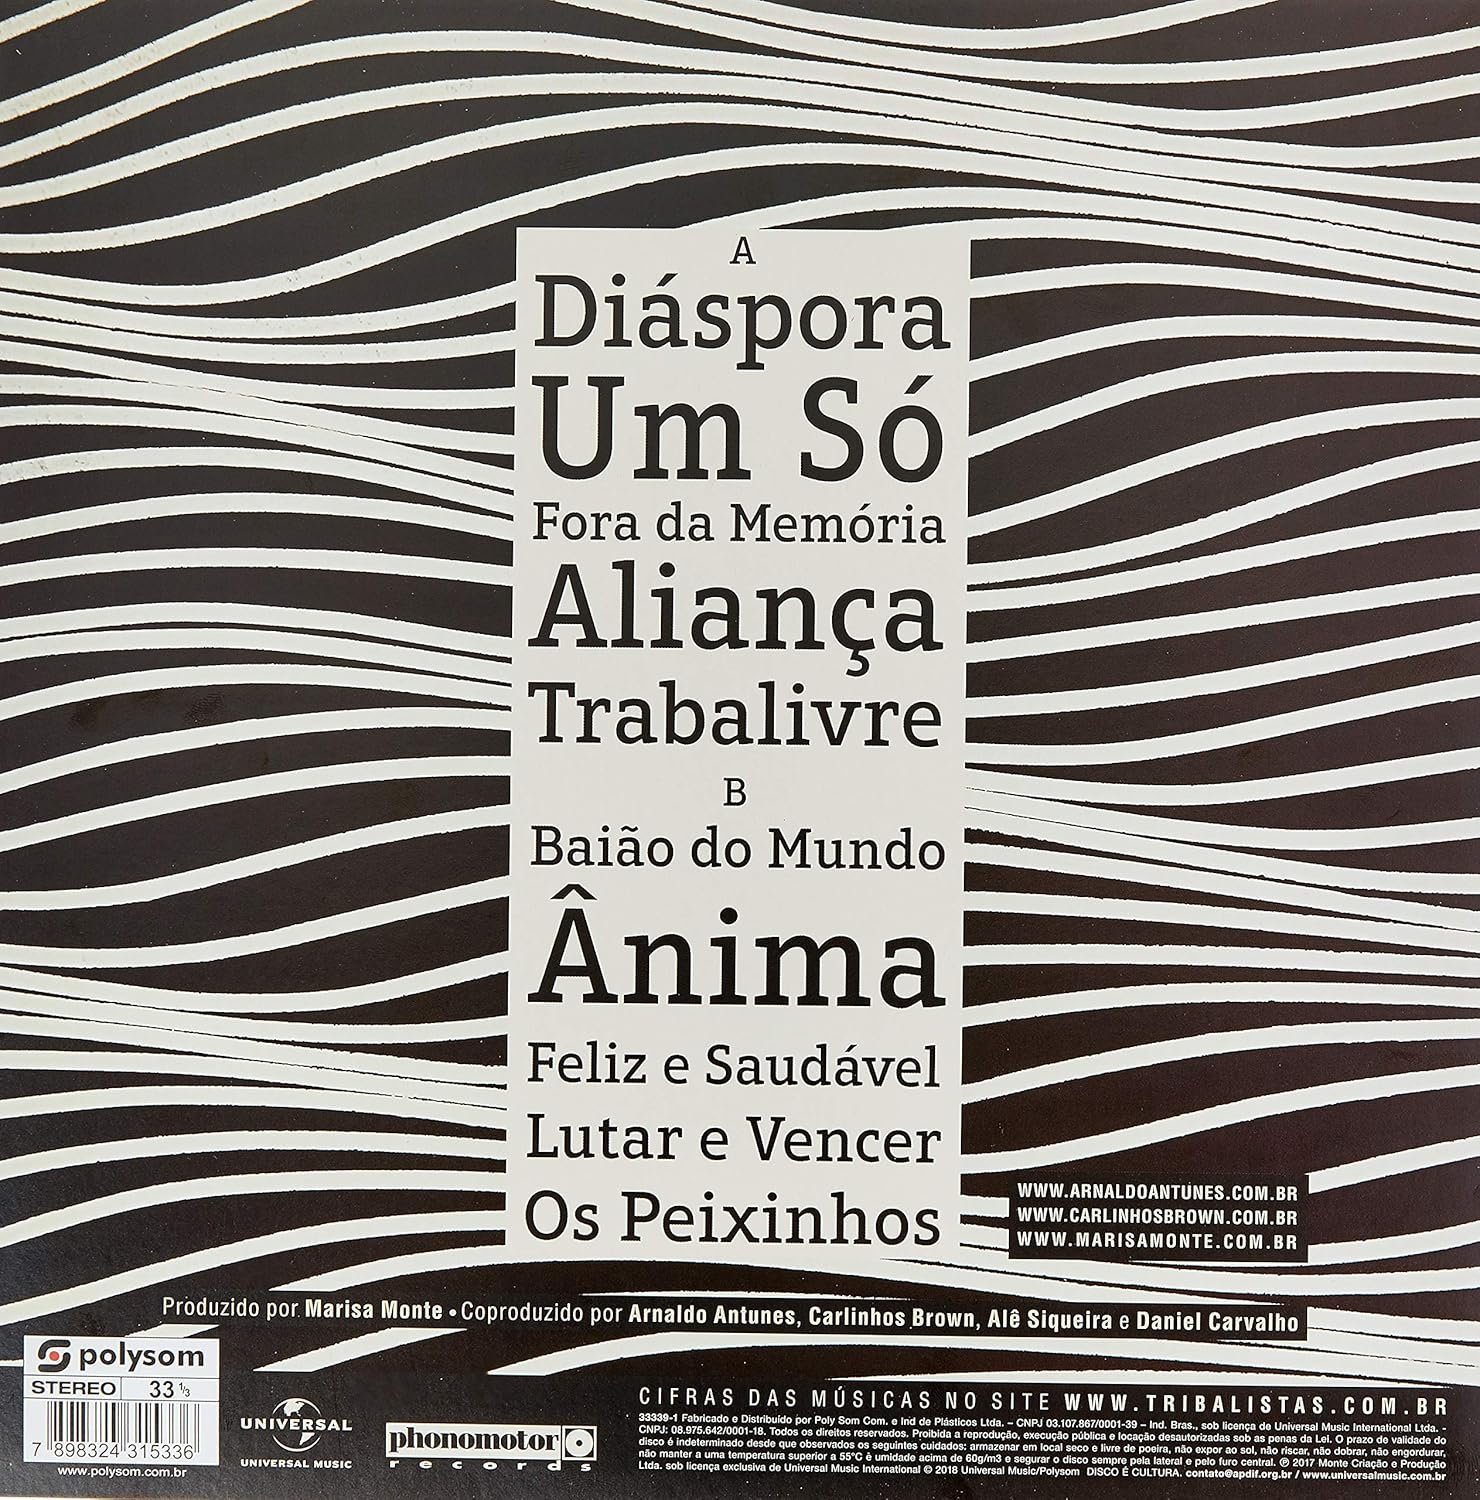 A
Diáspora
Um Só
Fora da Memória
Aliança
Trabalivre
B
Baião do Mundo
Ânima
Feliz e Saudável
Lutar e Vencer
Os Peixinhos
WWW.ARNALDOANTUNES.COM.BR
WWW.CARLINHOSBROWN.COM.BR
WWW.MARISAMONTE.COM.BR
Produzido por Marisa Monte • Coproduzido por Arnaldo Antunes, Carlinhos Brown, Alê Siqueira e Daniel Carvalho
polysom
STEREO 33 1/3
7 898324 315336
www.polysom.com.br
UNIVERSAL
UNIVERSAL MUSIC
phonomotor
records
CIFRAS DAS MÚSICAS NO SITE WWW.TRIBALISTAS.COM.BR
33339-1 Fabricado e Distribuído por Poly Som Com. e Ind de Plásticos Ltda. – CNPJ 03.107.867/0001-39 – Ind. Bras., sob licença de Universal Music International Ltda. -
CNPJ: 08.975.642/0001-18. Todos os direitos reservados. Proibida a reprodução, execução pública e locação desautorizadas sob as penas da Lei. O prazo de validade do
disco é indeterminado desde que observados os seguintes cuidados: armazenar em local seco e livre de poeira, não expor ao sol, não riscar, não dobrar, não engordurar,
não manter a uma temperatura superior a 55°C e umidade acima de 60g/m3 e segurar o disco sempre pela lateral e pelo furo central. ℗ 2017 Monte Criação e Produção
Ltda. sob licença exclusiva de Universal Music International © 2018 Universal Music/Polysom DISCO É CULTURA. contato@apdif.org.br / www.universalmusic.com.br